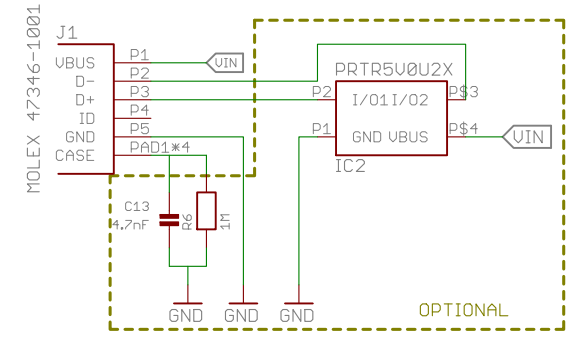 J1
MOLEX 47346-1001
VBUS P1 VIN
D- P2
D+ P3
ID P4
GND P5
CASE PAD1*4
PRTR5V0U2X
P2 I/O1 I/O2 P$3
P1 GND VBUS P$4 VIN
IC2
C13
4.7nF
R6
1M
GND GND GND
OPTIONAL